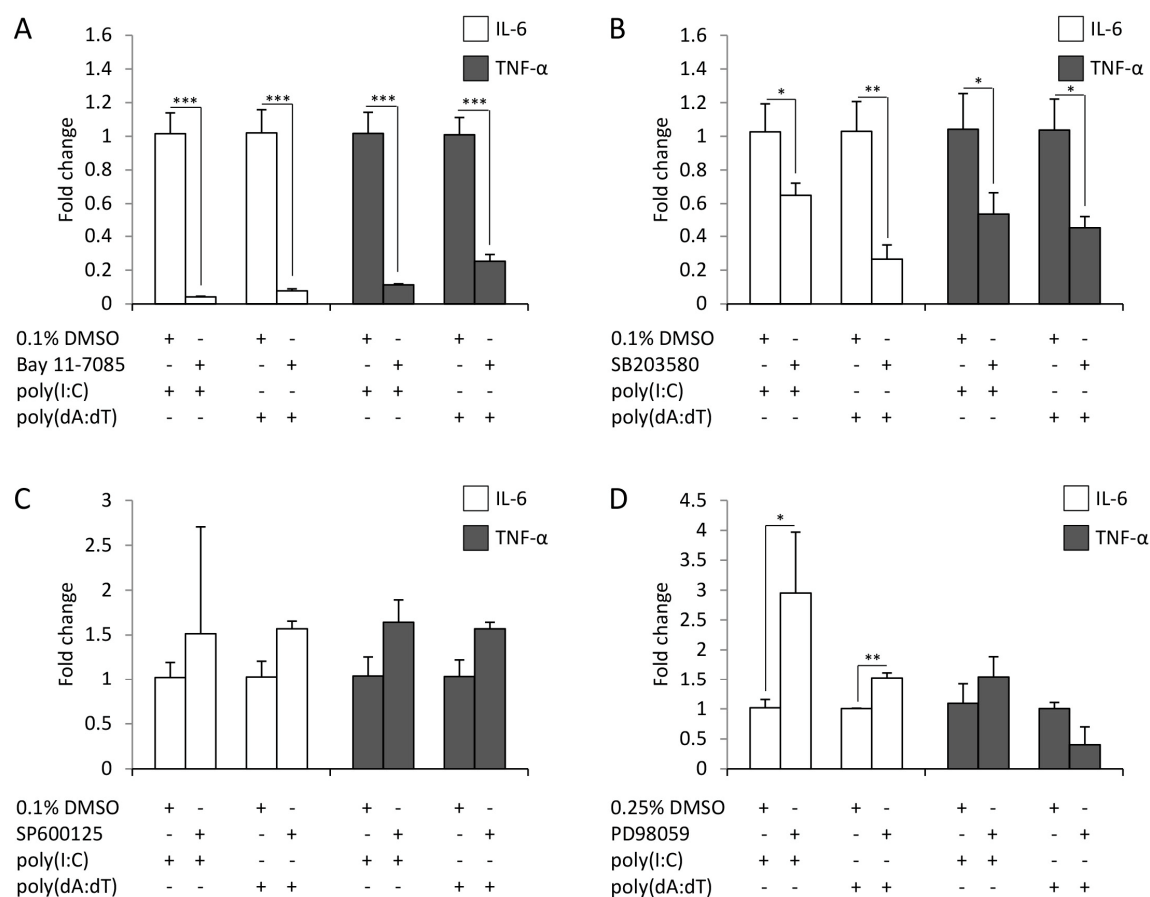 A
IL-6
TNF-α
Fold change
1.6
1.4
1.2
1
0.8
0.6
0.4
0.2
0
*** *** *** ***
0.1% DMSO + - + - + - + -
Bay 11-7085 - + - + - + - +
poly(I:C) + + - - + + - -
poly(dA:dT) - - + + - - + +
B
IL-6
TNF-α
Fold change
1.6
1.4
1.2
1
0.8
0.6
0.4
0.2
0
* ** * *
0.1% DMSO + - + - + - + -
SB203580 - + - + - + - +
poly(I:C) + + - - + + - -
poly(dA:dT) - - + + - - + +
C
IL-6
TNF-α
Fold change
3
2.5
2
1.5
1
0.5
0
0.1% DMSO + - + - + - + -
SP600125 - + - + - + - +
poly(I:C) + + - - + + - -
poly(dA:dT) - - + + - - + +
D
IL-6
TNF-α
Fold change
4.5
4
3.5
3
2.5
2
1.5
1
0.5
0
* **
0.25% DMSO + - + - + - + -
PD98059 - + - + - + - +
poly(I:C) + + - - + + - -
poly(dA:dT) - - + + - - + +